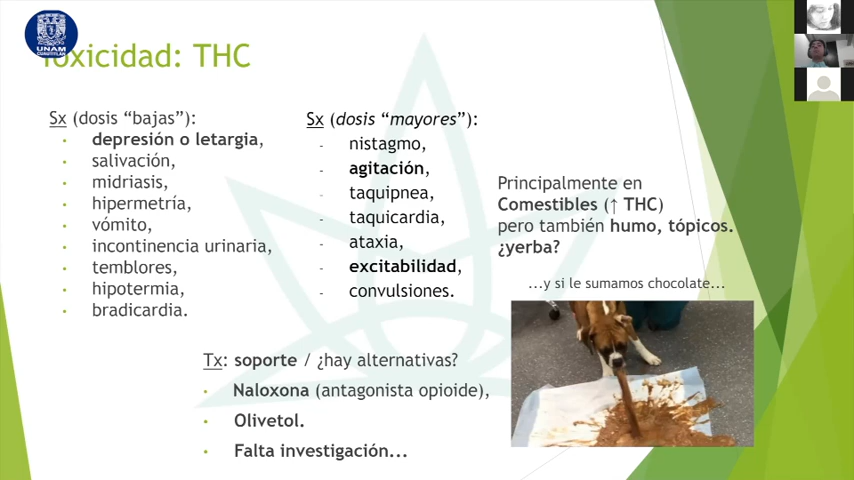 UNAM
CUAUTITLÁN
Toxicidad: THC
Sx (dosis “bajas”):
depresión o letargia,
salivación,
midriasis,
hipermetría,
vómito,
incontinencia urinaria,
temblores,
hipotermia,
bradicardia.
Sx (dosis “mayores”):
nistagmo,
agitación,
taquipnea,
taquicardia,
ataxia,
excitabilidad,
convulsiones.
Principalmente en
Comestibles (↑ THC)
pero también humo, tópicos.
¿yerba?
...y si le sumamos chocolate...
Tx: soporte / ¿hay alternativas?
Naloxona (antagonista opioide),
Olivetol.
Falta investigación...